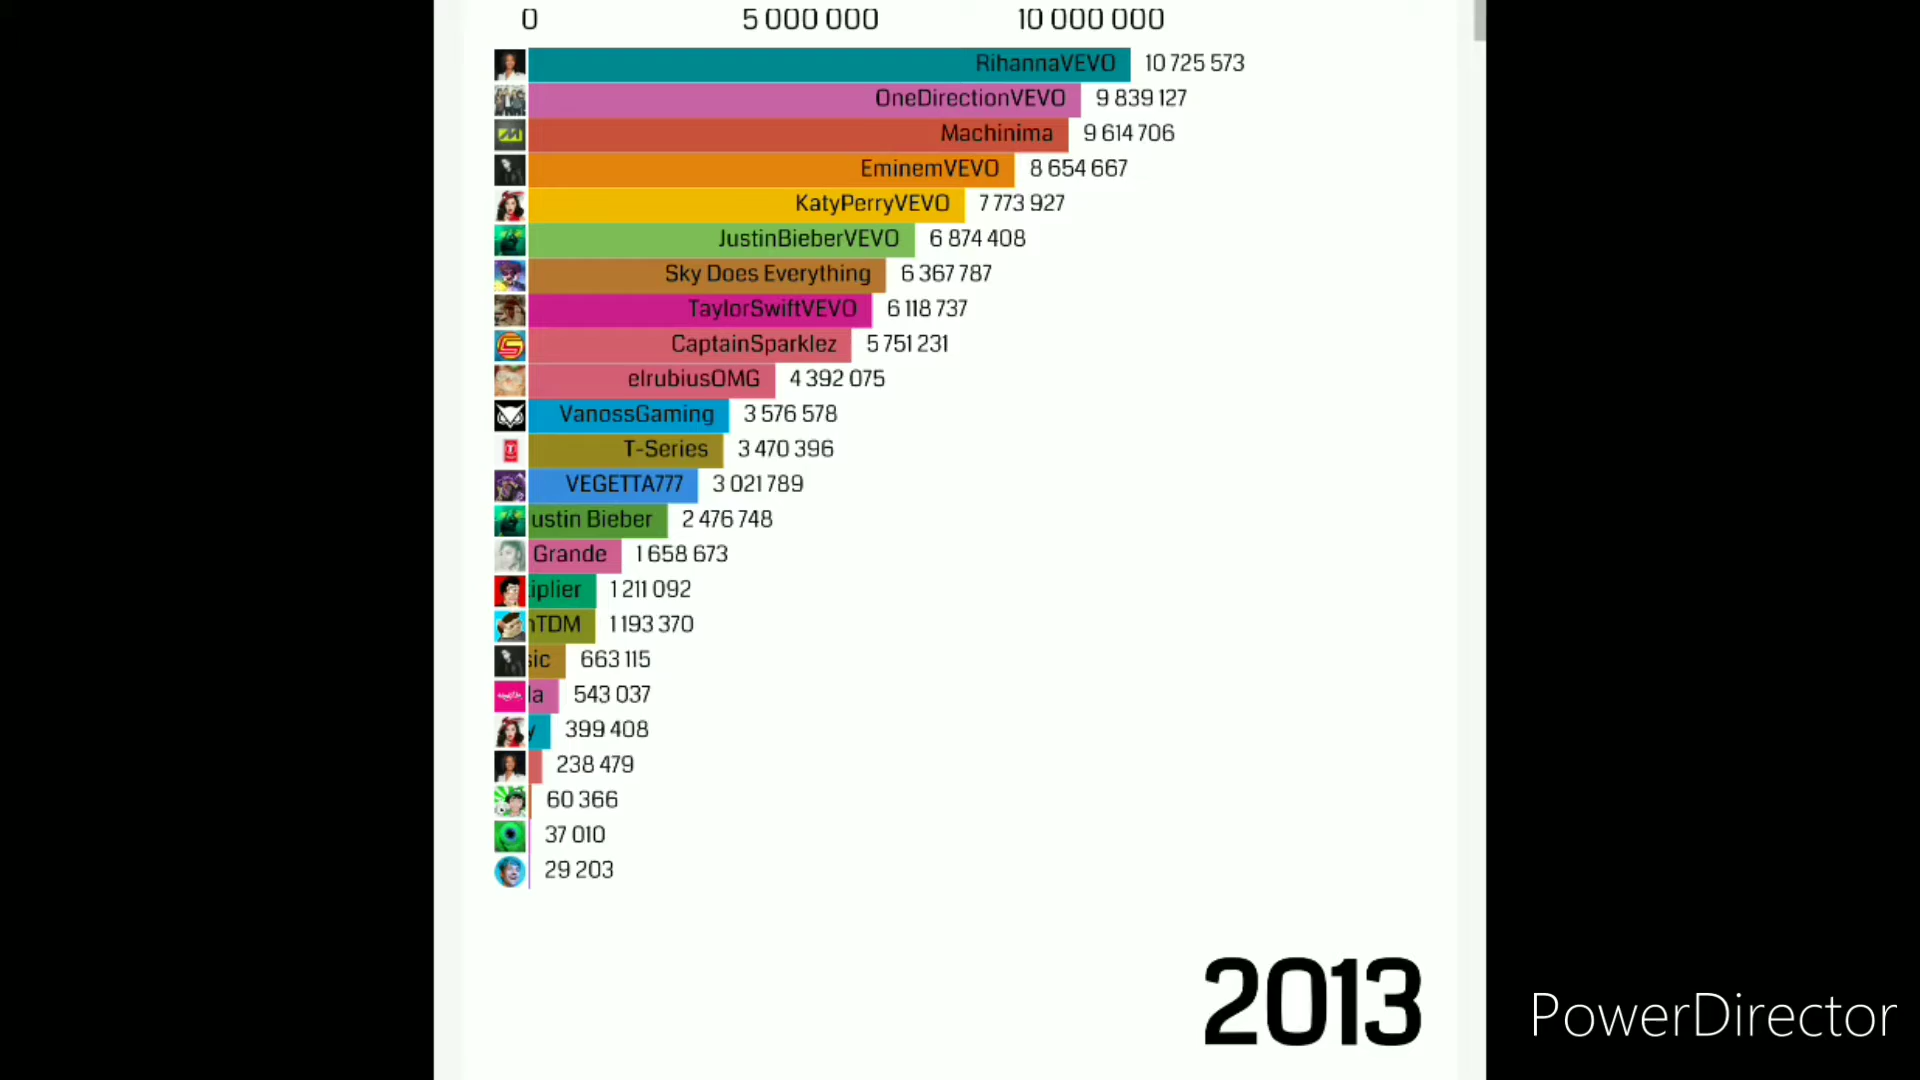 0 5 000 000 10 000 000
RihannaVEVO 10 725 573
OneDirectionVEVO 9 839 127
Machinima 9 614 706
EminemVEVO 8 654 667
KatyPerryVEVO 7 773 927
JustinBieberVEVO 6 874 408
Sky Does Everything 6 367 787
TaylorSwiftVEVO 6 118 737
CaptainSparklez 5 751 231
elrubiusOMG 4 392 075
VanossGaming 3 576 578
T-Series 3 470 396
VEGETTA777 3 021 789
ustin Bieber 2 476 748
Grande 1 658 673
iplier 1 211 092
nTDM 1 193 370
sic 663 115
la 543 037
y 399 408
238 479
60 366
37 010
29 203
2013
PowerDirector